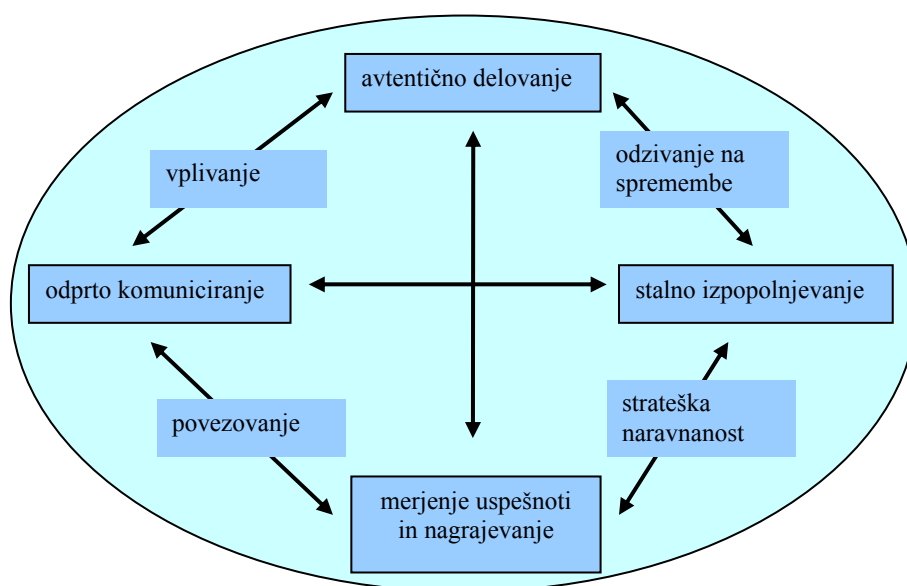 avtentično delovanje
vplivanje
odzivanje na
spremembe
odprto komuniciranje
stalno izpopolnjevanje
povezovanje
strateška
naravnanost
merjenje uspešnoti
in nagrajevanje